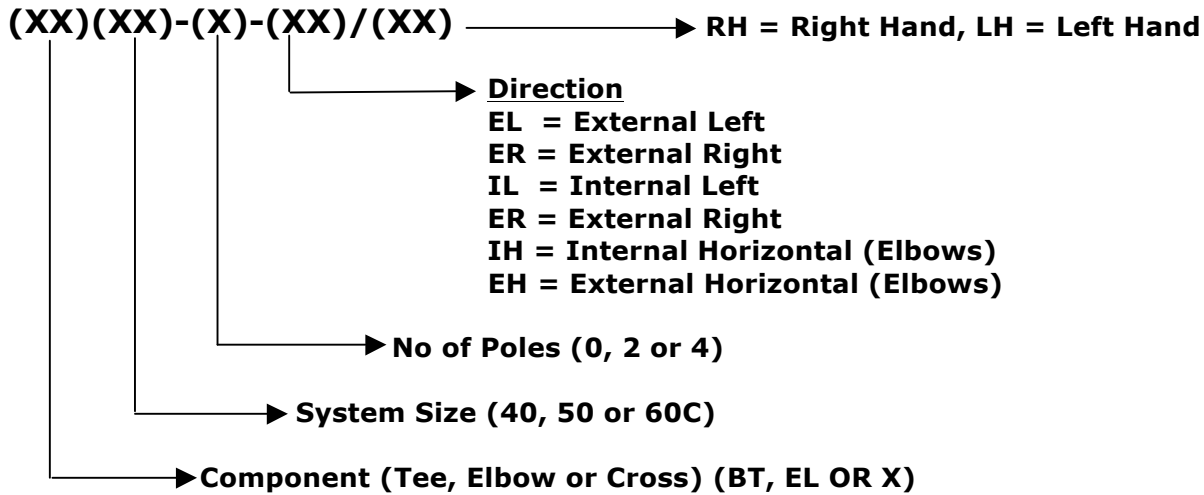 (XX)(XX)-(X)-(XX)/(XX) RH = Right Hand, LH = Left Hand
Direction
EL = External Left
ER = External Right
IL = Internal Left
ER = External Right
IH = Internal Horizontal (Elbows)
EH = External Horizontal (Elbows)
No of Poles (0, 2 or 4)
System Size (40, 50 or 60C)
Component (Tee, Elbow or Cross) (BT, EL OR X)